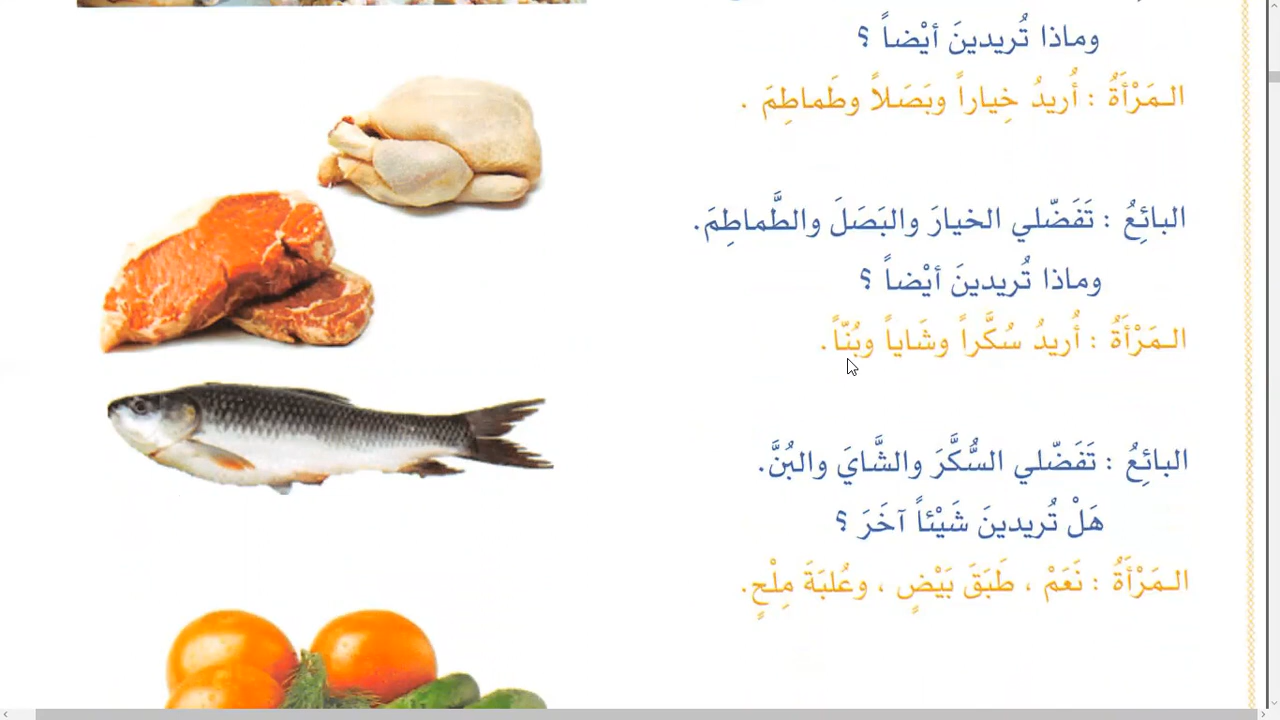 وماذا تُريدينَ أيْضاً ؟
الـمَرْأَةُ : أُريدُ خِياراً وبَصَلاً وطَماطِمَ .
البائِعُ : تَفَضّلي الخيارَ والبَصَلَ والطَّماطِمَ.
وماذا تُريدينَ أيْضاً ؟
الـمَرْأَةُ : أُريدُ سُكَّراً وشَاياً وبُنّاً.
البائِعُ : تَفَضّلي السُّكَّرَ والشَّايَ والبُنَّ.
هَلْ تُريدينَ شَيْئاً آخَرَ ؟
الـمَرْأَةُ : نَعَمْ ، طَبَقَ بَيْضٍ ، وعُلبَةَ مِلْحٍ.